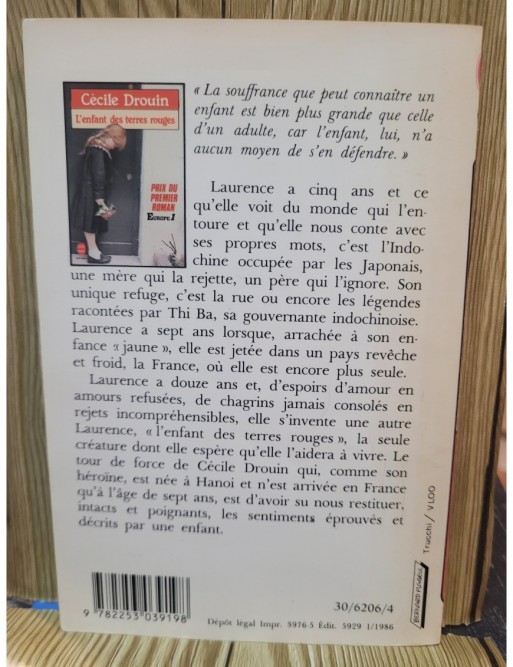 Cécile Drouin
L'enfant des terres rouges
PRIX DU
PREMIER
ROMAN
« La souffrance que peut connaître un
enfant est bien plus grande que celle
d'un adulte, car l'enfant, lui, n'a
aucun moyen de s'en défendre. »
Laurence a cinq ans et ce
qu'elle voit du monde qui l'en-
toure et qu'elle nous conte avec
ses propres mots, c'est l'Indo-
chine occupée par les Japonais,
une mère qui la rejette, un père qui l'ignore. Son
unique refuge, c'est la rue ou encore les légendes
racontées par Thi Ba, sa gouvernante indochinoise.
Laurence a sept ans lorsque, arrachée à son en-
fance « jaune », elle est jetée dans un pays revêche
et froid, la France, où elle est encore plus seule.
Laurence a douze ans et, d'espoirs d'amour en
amours refusées, de chagrins jamais consolés en
rejets incompréhensibles, elle s'invente une autre
Laurence, « l'enfant des terres rouges », la seule
créature dont elle espère qu'elle l'aidera à vivre. Le
tour de force de Cécile Drouin qui, comme son
héroïne, est née à Hanoi et n'est arrivée en France
qu'à l'âge de sept ans, est d'avoir su nous restituer,
intacts et poignants, les sentiments éprouvés et
décrits par une enfant.
Trucchi / VLOO
9 782253 039198
30/6206/4
Dépôt légal Impr. 5976-5 Édit. 5929 1/1986